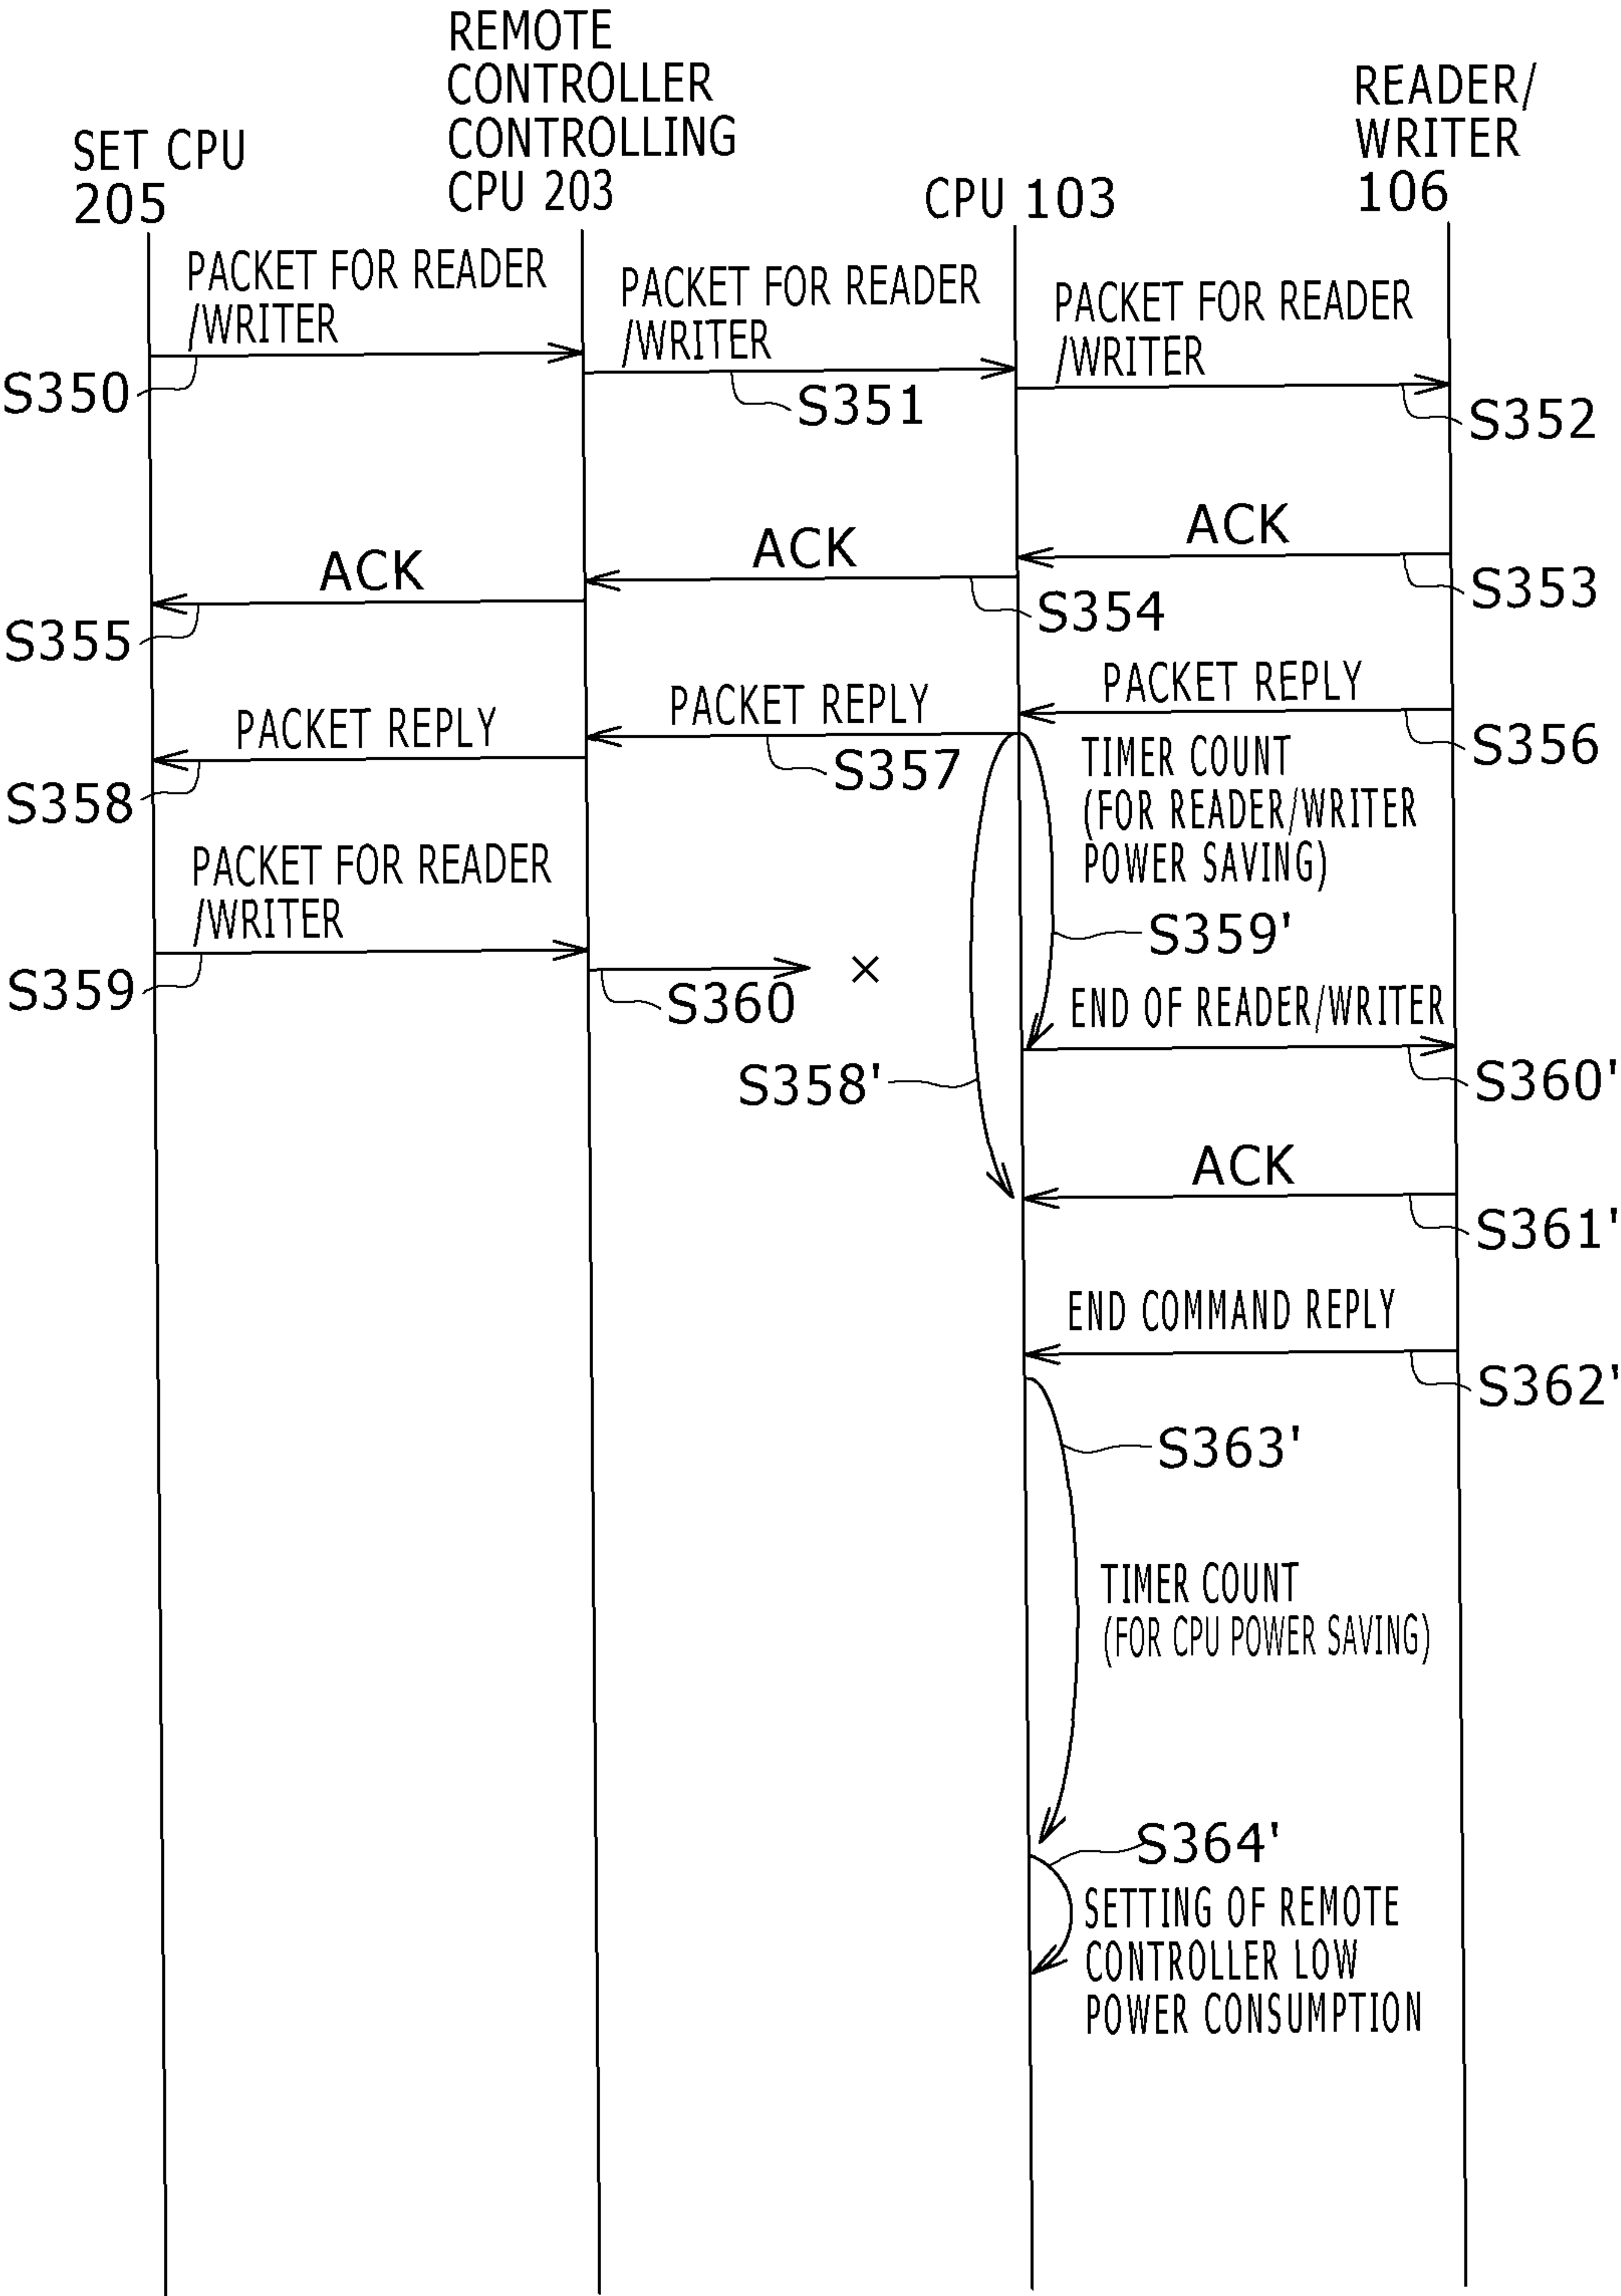 REMOTE
CONTROLLER
CONTROLLING
CPU 203
SET CPU
205
CPU 103
READER/
WRITER
106
PACKET FOR READER
/WRITER
S350
PACKET FOR READER
/WRITER
S351
PACKET FOR READER
/WRITER
S352
ACK
S353
ACK
S354
ACK
S355
PACKET REPLY
S356
PACKET REPLY
S357
PACKET REPLY
S358
TIMER COUNT
(FOR READER/WRITER
POWER SAVING)
S359'
PACKET FOR READER
/WRITER
S359
S360
×
END OF READER/WRITER
S360'
S358'
ACK
S361'
END COMMAND REPLY
S362'
S363'
TIMER COUNT
(FOR CPU POWER SAVING)
S364'
SETTING OF REMOTE
CONTROLLER LOW
POWER CONSUMPTION